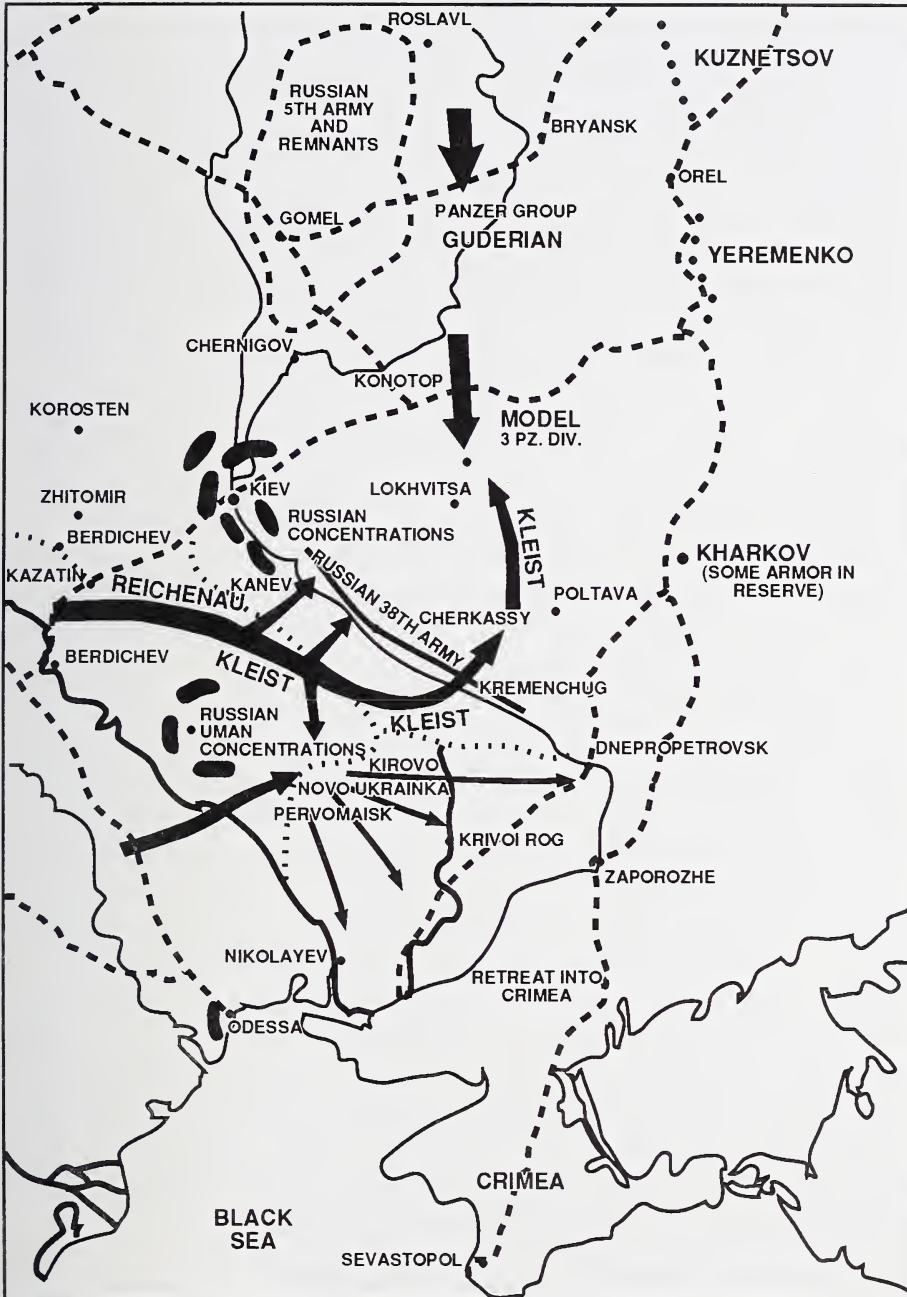 ROSLAVL
KUZNETSOV
RUSSIAN
5TH ARMY
AND
REMNANTS
BRYANSK
OREL
GOMEL
PANZER GROUP
GUDERIAN
YEREMENKO
CHERNIGOV
KONOTOP
KOROSTEN
MODEL
3 PZ. DIV.
KIEV
LOKHVITSA
ZHITOMIR
RUSSIAN
CONCENTRATIONS
BERDICHEV
KLEIST
KHARKOV
(SOME ARMOR IN
RESERVE)
KAZATIN
REICHENAU
KANEV
RUSSIAN 38TH ARMY
CHERKASSY
POLTAVA
BERDICHEV
KLEIST
KREMENCHUG
KLEIST
RUSSIAN
UMAN
CONCENTRATIONS
DNEPROPETROVSK
KIROVO
NOVO UKRAINKA
PERVOMAISK
KRIVOI ROG
ZAPOROZHE
NIKOLAYEV
RETREAT INTO
CRIMEA
ODESSA
CRIMEA
BLACK
SEA
SEVASTOPOL